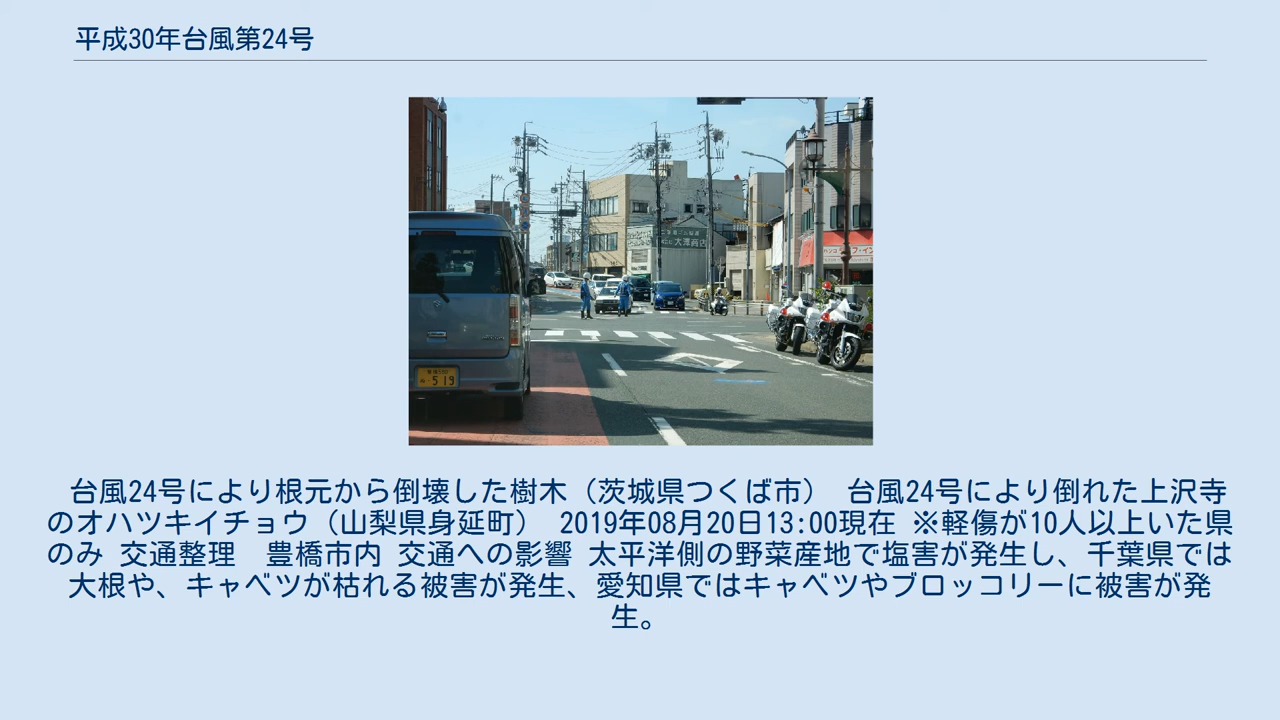 平成30年台風第24号
大澤商店
519
台風24号により根元から倒壊した樹木（茨城県つくば市） 台風24号により倒れた上沢寺
のオハツキイチョウ（山梨県身延町） 2019年08月20日13:00現在 ※軽傷が10人以上いた県
のみ 交通整理　豊橋市内 交通への影響 太平洋側の野菜産地で塩害が発生し、千葉県では
大根や、キャベツが枯れる被害が発生、愛知県ではキャベツやブロッコリーに被害が発
生。